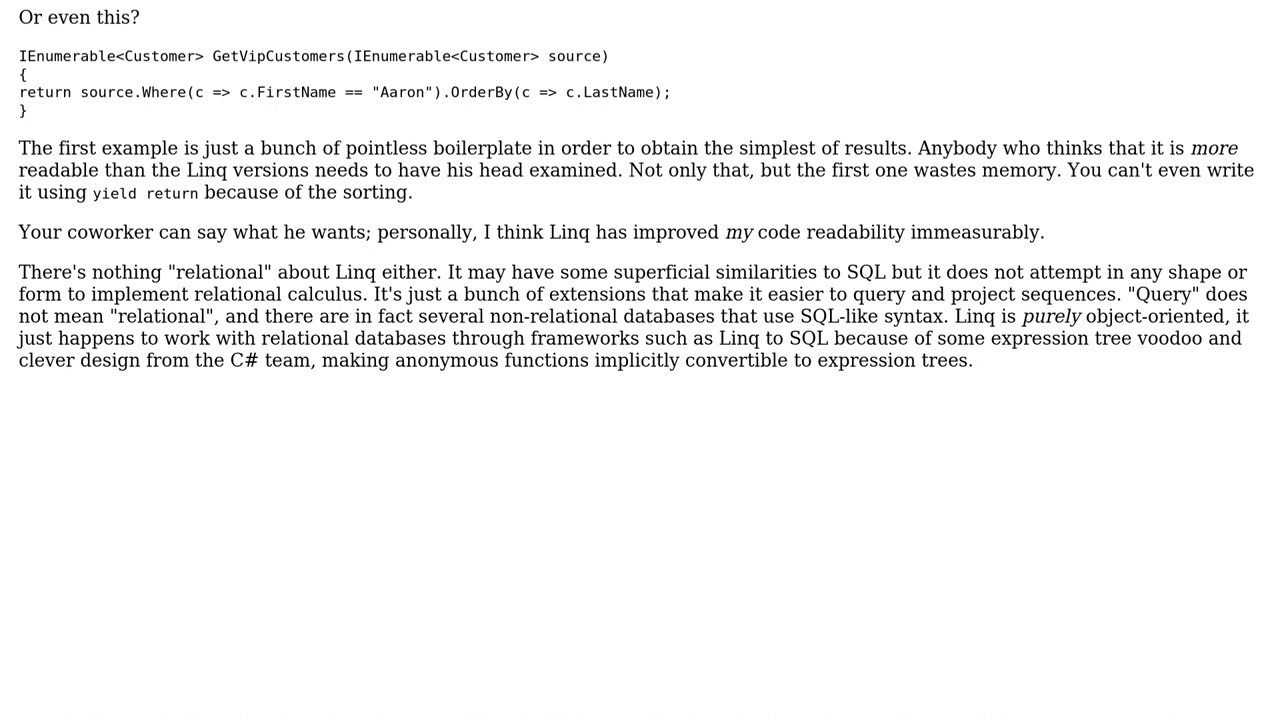 Or even this?
IEnumerable<Customer> GetVipCustomers(IEnumerable<Customer> source)
{
return source.Where(c => c.FirstName == "Aaron").OrderBy(c => c.LastName);
}
The first example is just a bunch of pointless boilerplate in order to obtain the simplest of results. Anybody who thinks that it is more
readable than the Linq versions needs to have his head examined. Not only that, but the first one wastes memory. You can't even write
it using yield return because of the sorting.
Your coworker can say what he wants; personally, I think Linq has improved my code readability immeasurably.
There's nothing "relational" about Linq either. It may have some superficial similarities to SQL but it does not attempt in any shape or
form to implement relational calculus. It's just a bunch of extensions that make it easier to query and project sequences. "Query" does
not mean "relational", and there are in fact several non-relational databases that use SQL-like syntax. Linq is purely object-oriented, it
just happens to work with relational databases through frameworks such as Linq to SQL because of some expression tree voodoo and
clever design from the C# team, making anonymous functions implicitly convertible to expression trees.